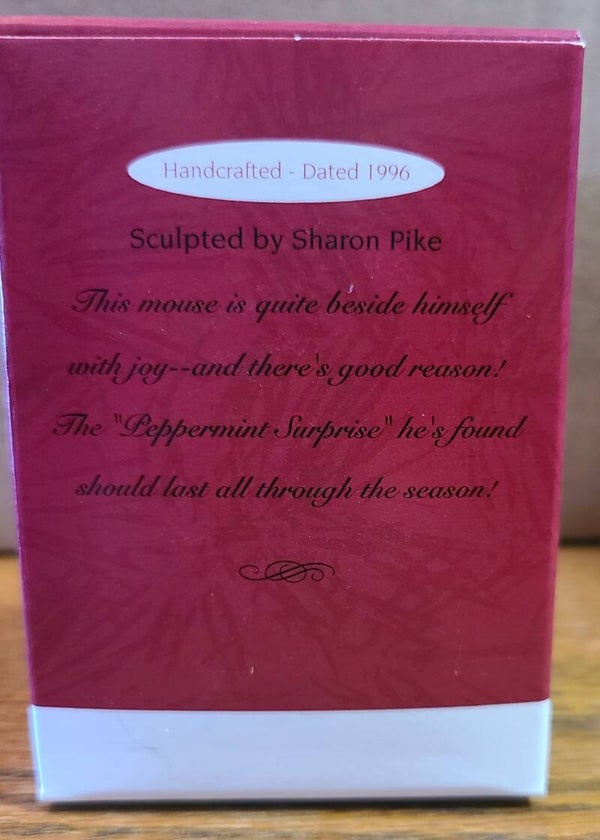 Handcrafted - Dated 1996
Sculpted by Sharon Pike
This mouse is quite beside himself
with joy--and there's good reason!
The "Peppermint Surprise" he's found
should last all through the season!